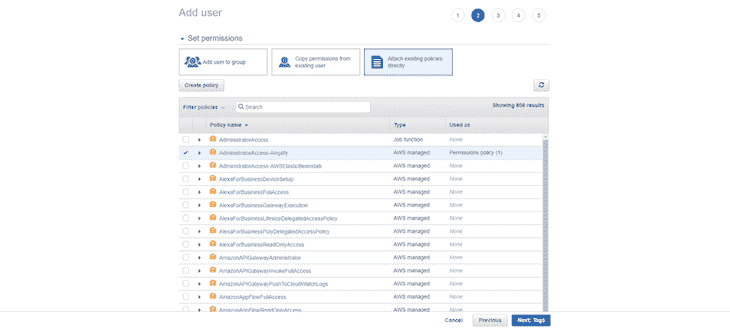 Add user
1 2 3 4 5
Set permissions
Add user to group
Copy permissions from
existing user
Attach existing policies
directly
Create policy
Filter policies
Search
Showing 806 results
Policy name Type Used as
AdministratorAccess Job function None
AdministratorAccess-Amplify AWS managed Permissions policy (1)
AdministratorAccess-AWSElasticBeanstalk AWS managed None
AlexaForBusinessDeviceSetup AWS managed None
AlexaForBusinessFullAccess AWS managed None
AlexaForBusinessGatewayExecution AWS managed None
AlexaForBusinessLifesizeDelegatedAccessPolicy AWS managed None
AlexaForBusinessPolyDelegatedAccessPolicy AWS managed None
AlexaForBusinessReadOnlyAccess AWS managed None
AmazonAPIGatewayAdministrator AWS managed None
AmazonAPIGatewayInvokeFullAccess AWS managed None
AmazonAPIGatewayPushToCloudWatchLogs AWS managed None
AmazonAppFlowFullAccess AWS managed None
AmazonAppFlowReadOnlyAccess AWS managed None
Cancel Previous Next: Tags